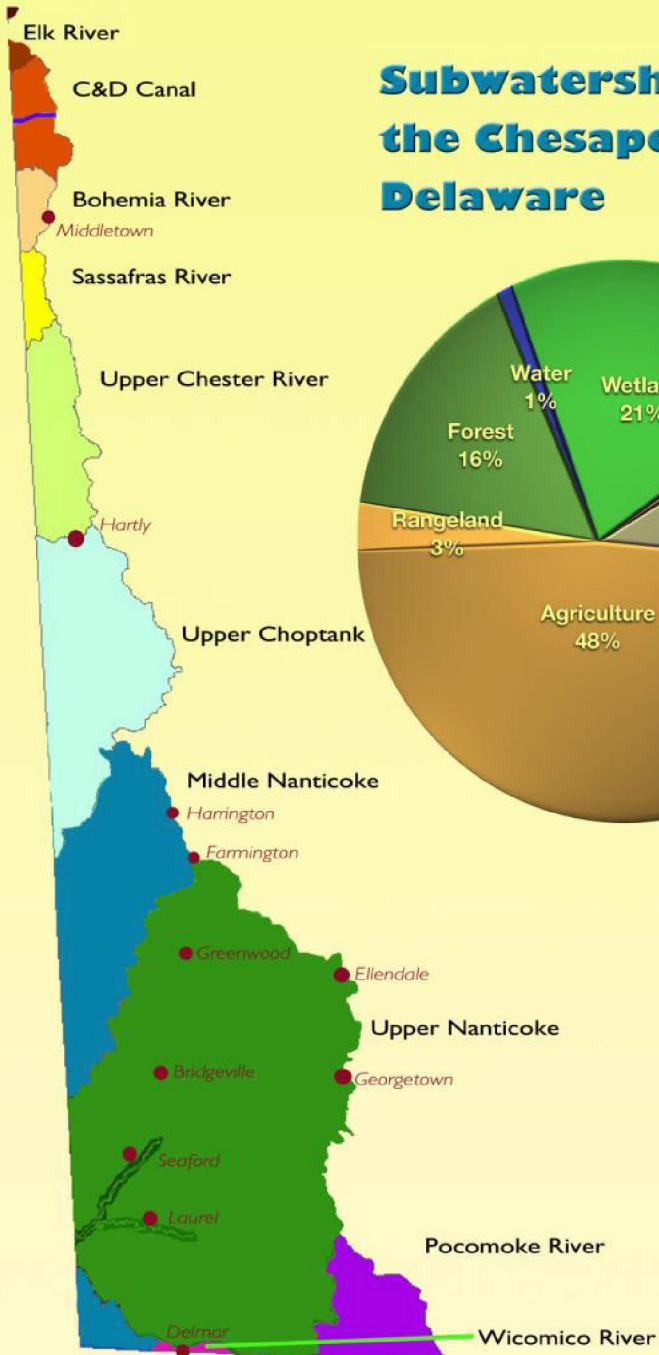 Elk River
C&D Canal
Subwatersh
the Chesape
Delaware
Bohemia River
Middletown
Sassafras River
Upper Chester River
Water
1%
Wetla
21%
Forest
16%
Rangeland
3%
Hartly
Agriculture
48%
Upper Choptank
Middle Nanticoke
Harrington
Farmington
Greenwood
Ellendale
Upper Nanticoke
Bridgeville
Georgetown
Seaford
Laurel
Pocomoke River
Delmar
Wicomico River